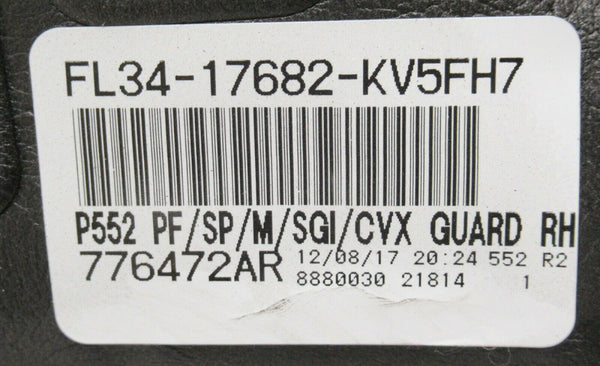 FL34-17682-KV5FH7
P552 PF/SP/M/SGI/CVX GUARD RH
776472AR 12/08/17 20:24 552 R2
8880030 21814 1